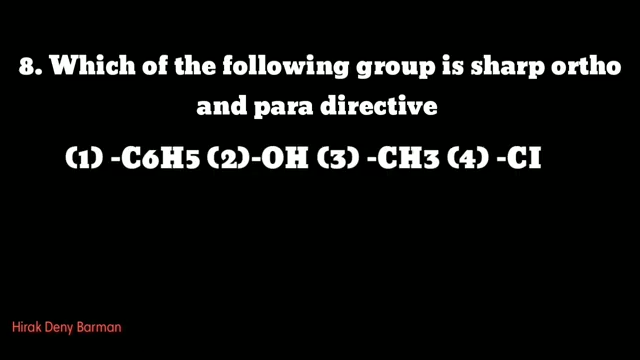 8. Which of the following group is sharp ortho
and para directive
(1) -C6H5 (2)-OH (3) -CH3 (4) -CI
Hirak Deny Barman